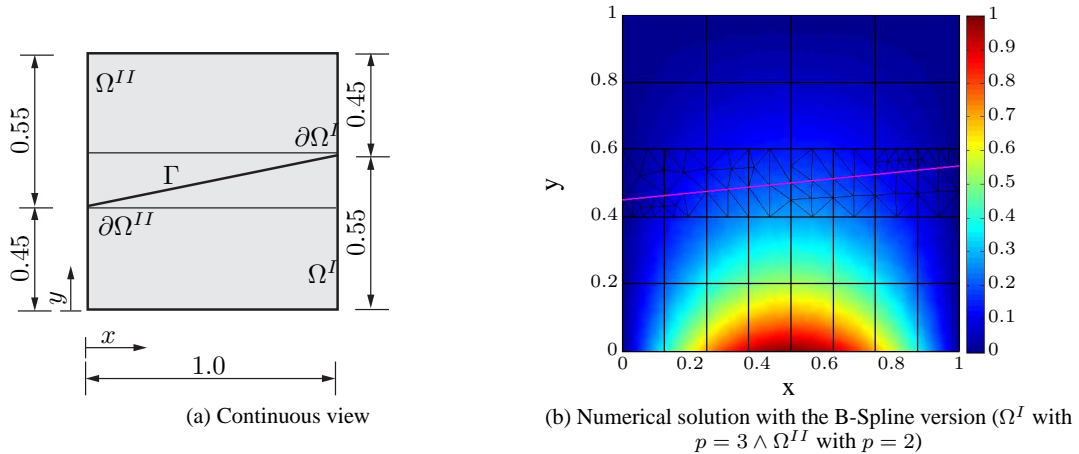 Ω^{II}
∂Ω^I
Γ
∂Ω^{II}
Ω^I
0.55
0.45
0.45
0.55
y
x
1.0
(a) Continuous view
1
0.8
0.6
0.4
0.2
0
y
0
0.2
0.4
0.6
0.8
1
x
1
0.9
0.8
0.7
0.6
0.5
0.4
0.3
0.2
0.1
0
(b) Numerical solution with the B-Spline version (Ω^I with
p = 3 ∧ Ω^{II} with p = 2)